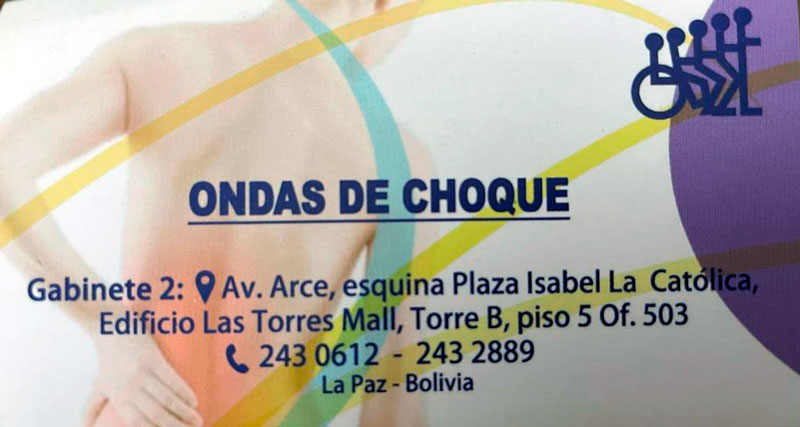 ONDAS DE CHOQUE
Gabinete 2: Av. Arce, esquina Plaza Isabel La Católica,
Edificio Las Torres Mall, Torre B, piso 5 Of. 503
243 0612 - 243 2889
La Paz - Bolivia